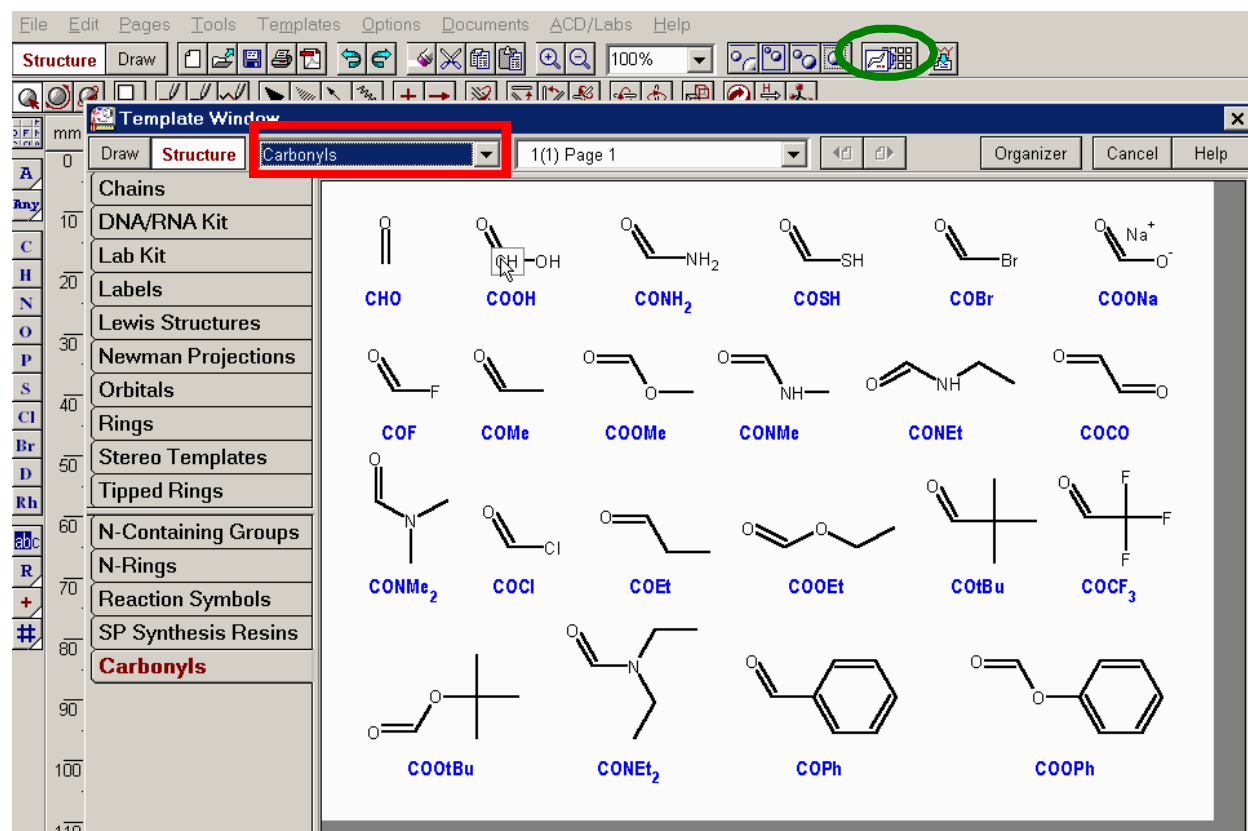 File Edit Pages Tools Templates Options Documents ACD/Labs Help
Structure Draw 100%
mm
Template Window
Draw Structure Carbonyls 1(1) Page 1 Organizer Cancel Help
A
Any
C
H
N
O
P
S
Cl
Br
D
Rh
abc
R
+
#
0
10
20
30
40
50
60
70
80
90
100
110
Chains
DNA/RNA Kit
Lab Kit
Labels
Lewis Structures
Newman Projections
Orbitals
Rings
Stereo Templates
Tipped Rings
N-Containing Groups
N-Rings
Reaction Symbols
SP Synthesis Resins
Carbonyls
O O O O O O Na+
CH OH NH2 SH Br O-
CHO COOH CONH2 COSH COBr COONa
O O O O O
F O NH O NH O
COF COMe COOMe CONMe CONEt COCO
O O O O O O O F
N Cl F
F
CONMe2 COCl COEt COOEt COtBu COCF3
O O O
O N O O
COOtBu CONEt2 COPh COOPh